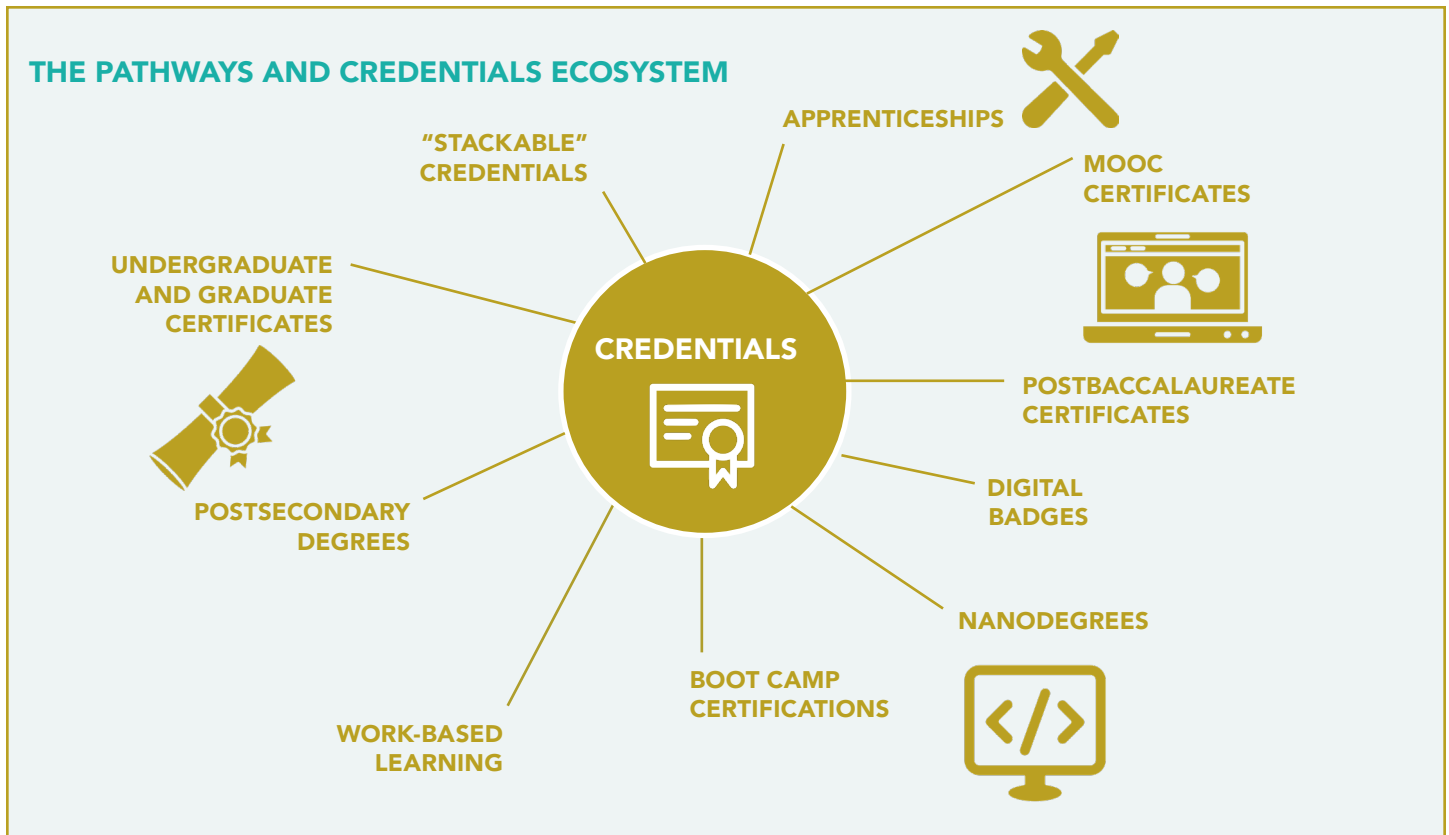 THE PATHWAYS AND CREDENTIALS ECOSYSTEM
APPRENTICESHIPS
“STACKABLE”
CREDENTIALS
MOOC
CERTIFICATES
UNDERGRADUATE
AND GRADUATE
CERTIFICATES
CREDENTIALS
POSTBACCALAUREATE
CERTIFICATES
DIGITAL
BADGES
POSTSECONDARY
DEGREES
NANODEGREES
BOOT CAMP
CERTIFICATIONS
WORK-BASED
LEARNING
</>